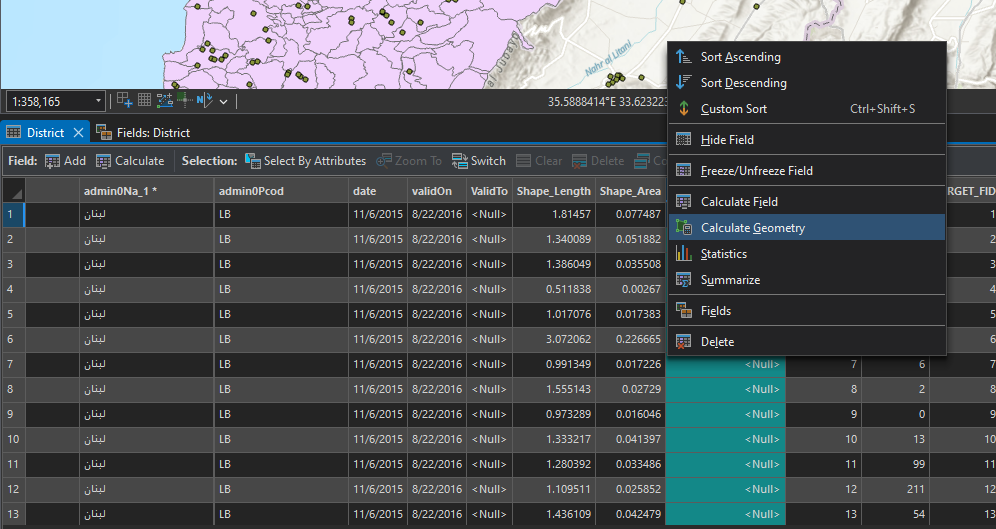 Nahr al Litani
1:358,165
35.5888414°E 33.623223
District
Fields: District
Field: Add Calculate Selection: Select By Attributes Zoom To Switch Clear Delete Co
admin0Na_1 * admin0Pcod date validOn ValidTo Shape_Length Shape_Area RGET_FID
1 لبنان LB 11/6/2015 8/22/2016 <Null> 1.81457 0.077487 1
2 لبنان LB 11/6/2015 8/22/2016 <Null> 1.340089 0.051882 2
3 لبنان LB 11/6/2015 8/22/2016 <Null> 1.386049 0.035508 3
4 لبنان LB 11/6/2015 8/22/2016 <Null> 0.511838 0.00267 4
5 لبنان LB 11/6/2015 8/22/2016 <Null> 1.017076 0.017383 5
6 لبنان LB 11/6/2015 8/22/2016 <Null> 3.072062 0.226665 6
7 لبنان LB 11/6/2015 8/22/2016 <Null> 0.991349 0.017226 <Null> 7 6 7
8 لبنان LB 11/6/2015 8/22/2016 <Null> 1.555143 0.02729 <Null> 8 2 8
9 لبنان LB 11/6/2015 8/22/2016 <Null> 0.973289 0.016046 <Null> 9 0 9
10 لبنان LB 11/6/2015 8/22/2016 <Null> 1.333217 0.041397 <Null> 10 13 10
11 لبنان LB 11/6/2015 8/22/2016 <Null> 1.280392 0.033486 <Null> 11 99 11
12 لبنان LB 11/6/2015 8/22/2016 <Null> 1.109511 0.025852 <Null> 12 211 12
13 لبنان LB 11/6/2015 8/22/2016 <Null> 1.436109 0.042479 <Null> 13 54 13
Sort Ascending
Sort Descending
Custom Sort Ctrl+Shift+S
Hide Field
Freeze/Unfreeze Field
Calculate Field
Calculate Geometry
Statistics
Summarize
Fields
Delete